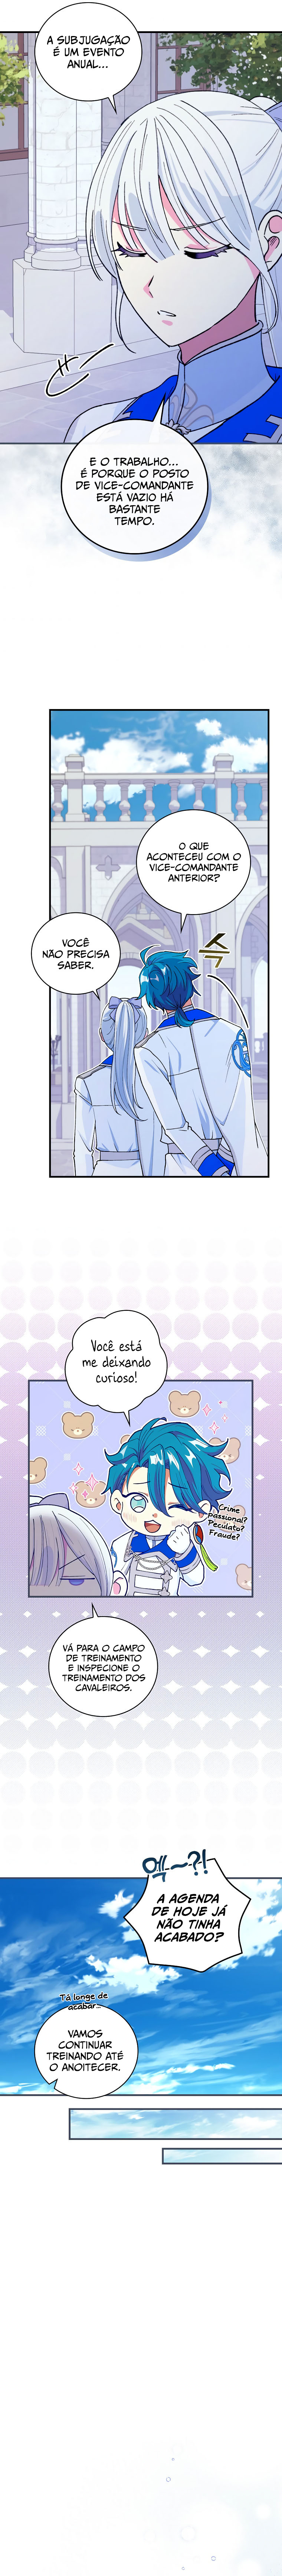 A SUBJUGAÇÃO
É UM EVENTO
ANUAL...
E O TRABALHO...
É PORQUE O POSTO
DE VICE-COMANDANTE
ESTÁ VAZIO HÁ
BASTANTE
TEMPO.
O QUE
ACONTECEU COM O
VICE-COMANDANTE
ANTERIOR?
VOCÊ
NÃO PRECISA
SABER.
스윽
Você está
me deixando
curioso!
Crime
passional?
Peculato?
Fraude?
VÁ PARA O CAMPO
DE TREINAMENTO
E INSPECIONE O
TREINAMENTO DOS
CAVALEIROS.
엑~?!
A AGENDA
DE HOJE JÁ
NÃO TINHA
ACABADO?
Tá longe de
acabar...
VAMOS
CONTINUAR
TREINANDO ATÉ
O ANOITECER.